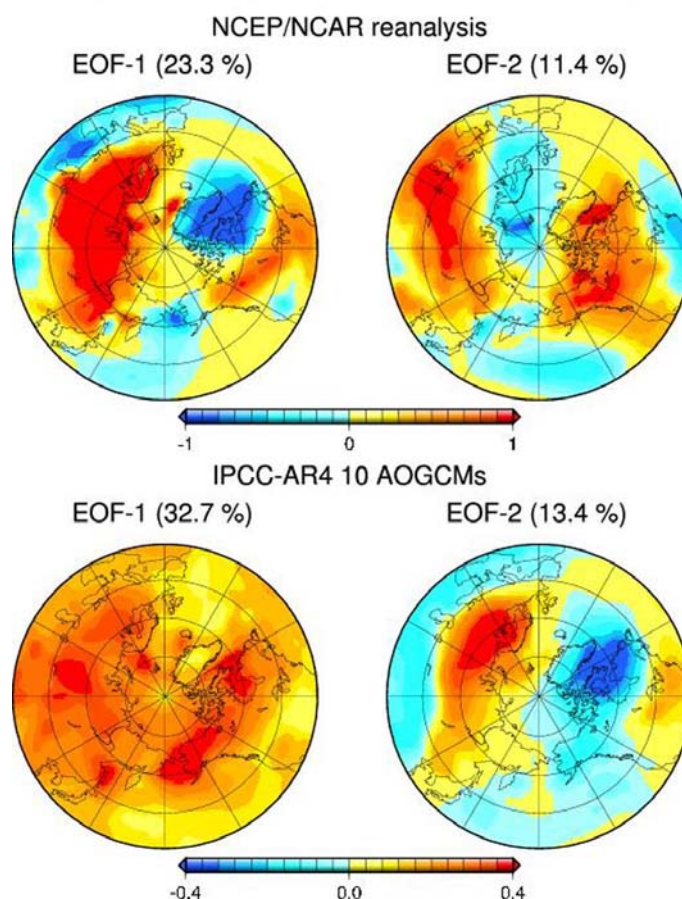 NCEP/NCAR reanalysis
EOF-1 (23.3 %) EOF-2 (11.4 %)
-1 0 1
IPCC-AR4 10 AOGCMs
EOF-1 (32.7 %) EOF-2 (13.4 %)
-0.4 0.0 0.4